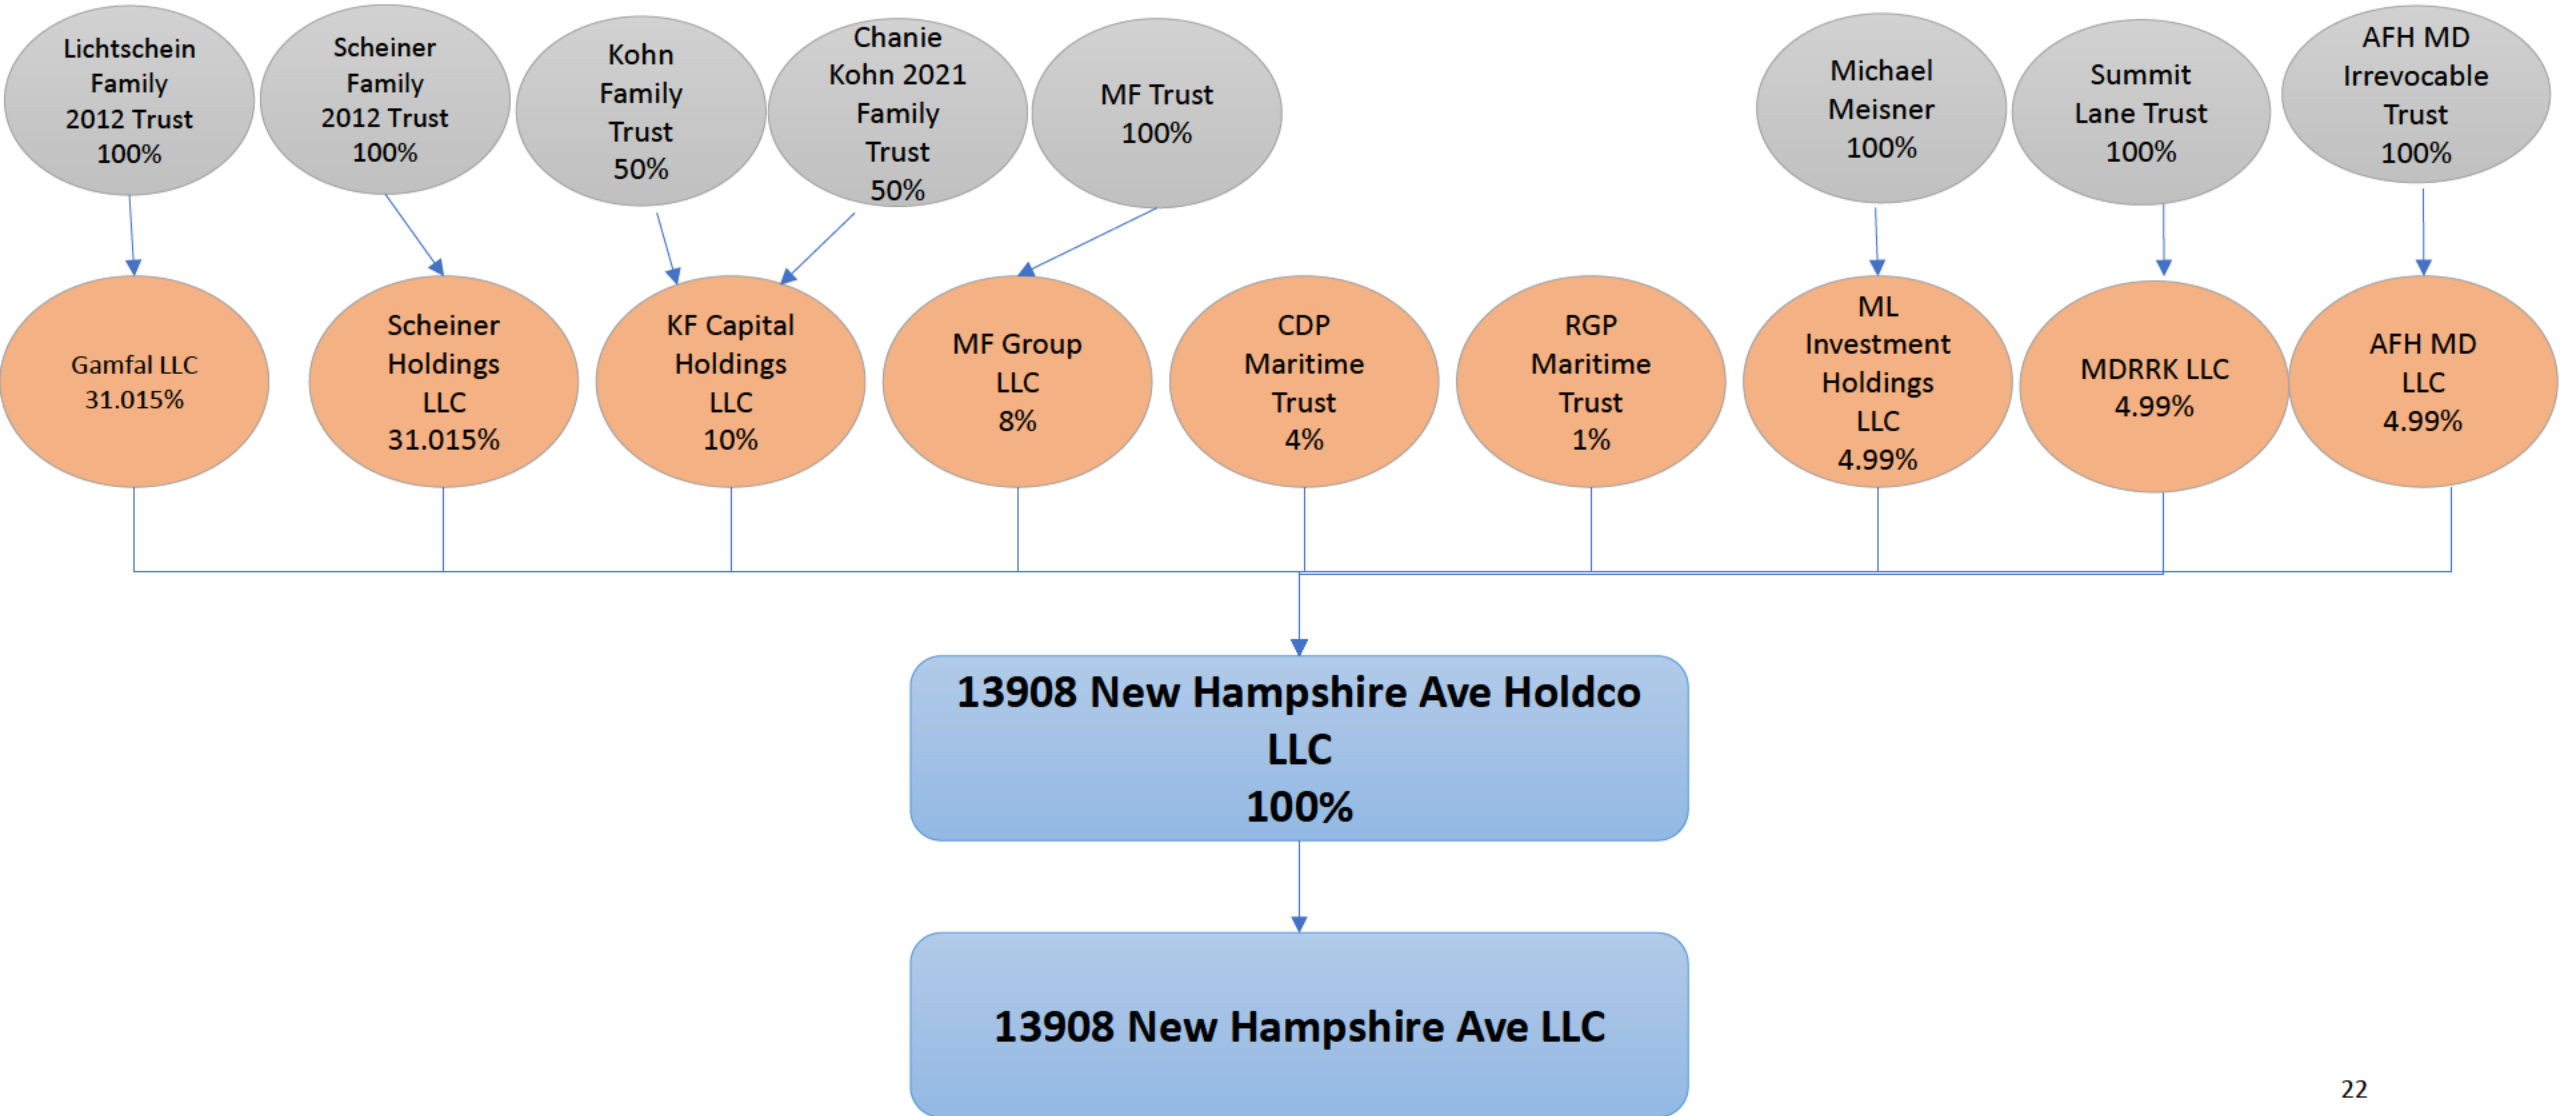 Lichtschein
Family
2012 Trust
100%
Scheiner
Family
2012 Trust
100%
Kohn
Family
Trust
50%
Chanie
Kohn 2021
Family
Trust
50%
MF Trust
100%
Michael
Meisner
100%
Summit
Lane Trust
100%
AFH MD
Irrevocable
Trust
100%
Gamfal LLC
31.015%
Scheiner
Holdings
LLC
31.015%
KF Capital
Holdings
LLC
10%
MF Group
LLC
8%
CDP
Maritime
Trust
4%
RGP
Maritime
Trust
1%
ML
Investment
Holdings
LLC
4.99%
MDRRK LLC
4.99%
AFH MD
LLC
4.99%
13908 New Hampshire Ave Holdco
LLC
100%
13908 New Hampshire Ave LLC
22